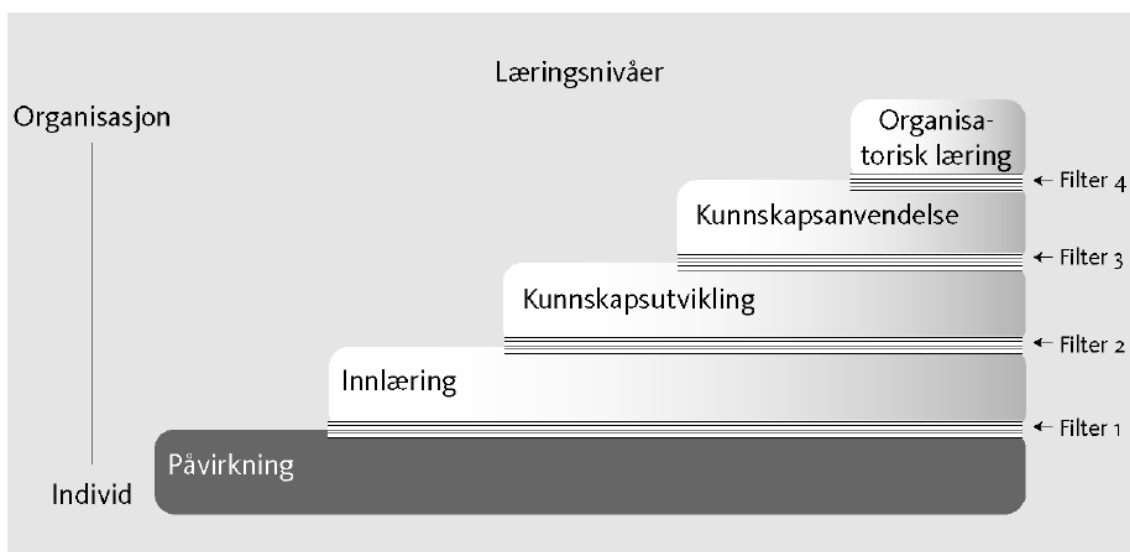 Læringsnivåer
Organisasjon
Organisa-
torisk læring
← Filter 4
Kunnskapsanvendelse
← Filter 3
Kunnskapsutvikling
← Filter 2
Innlæring
← Filter 1
Påvirkning
Individ